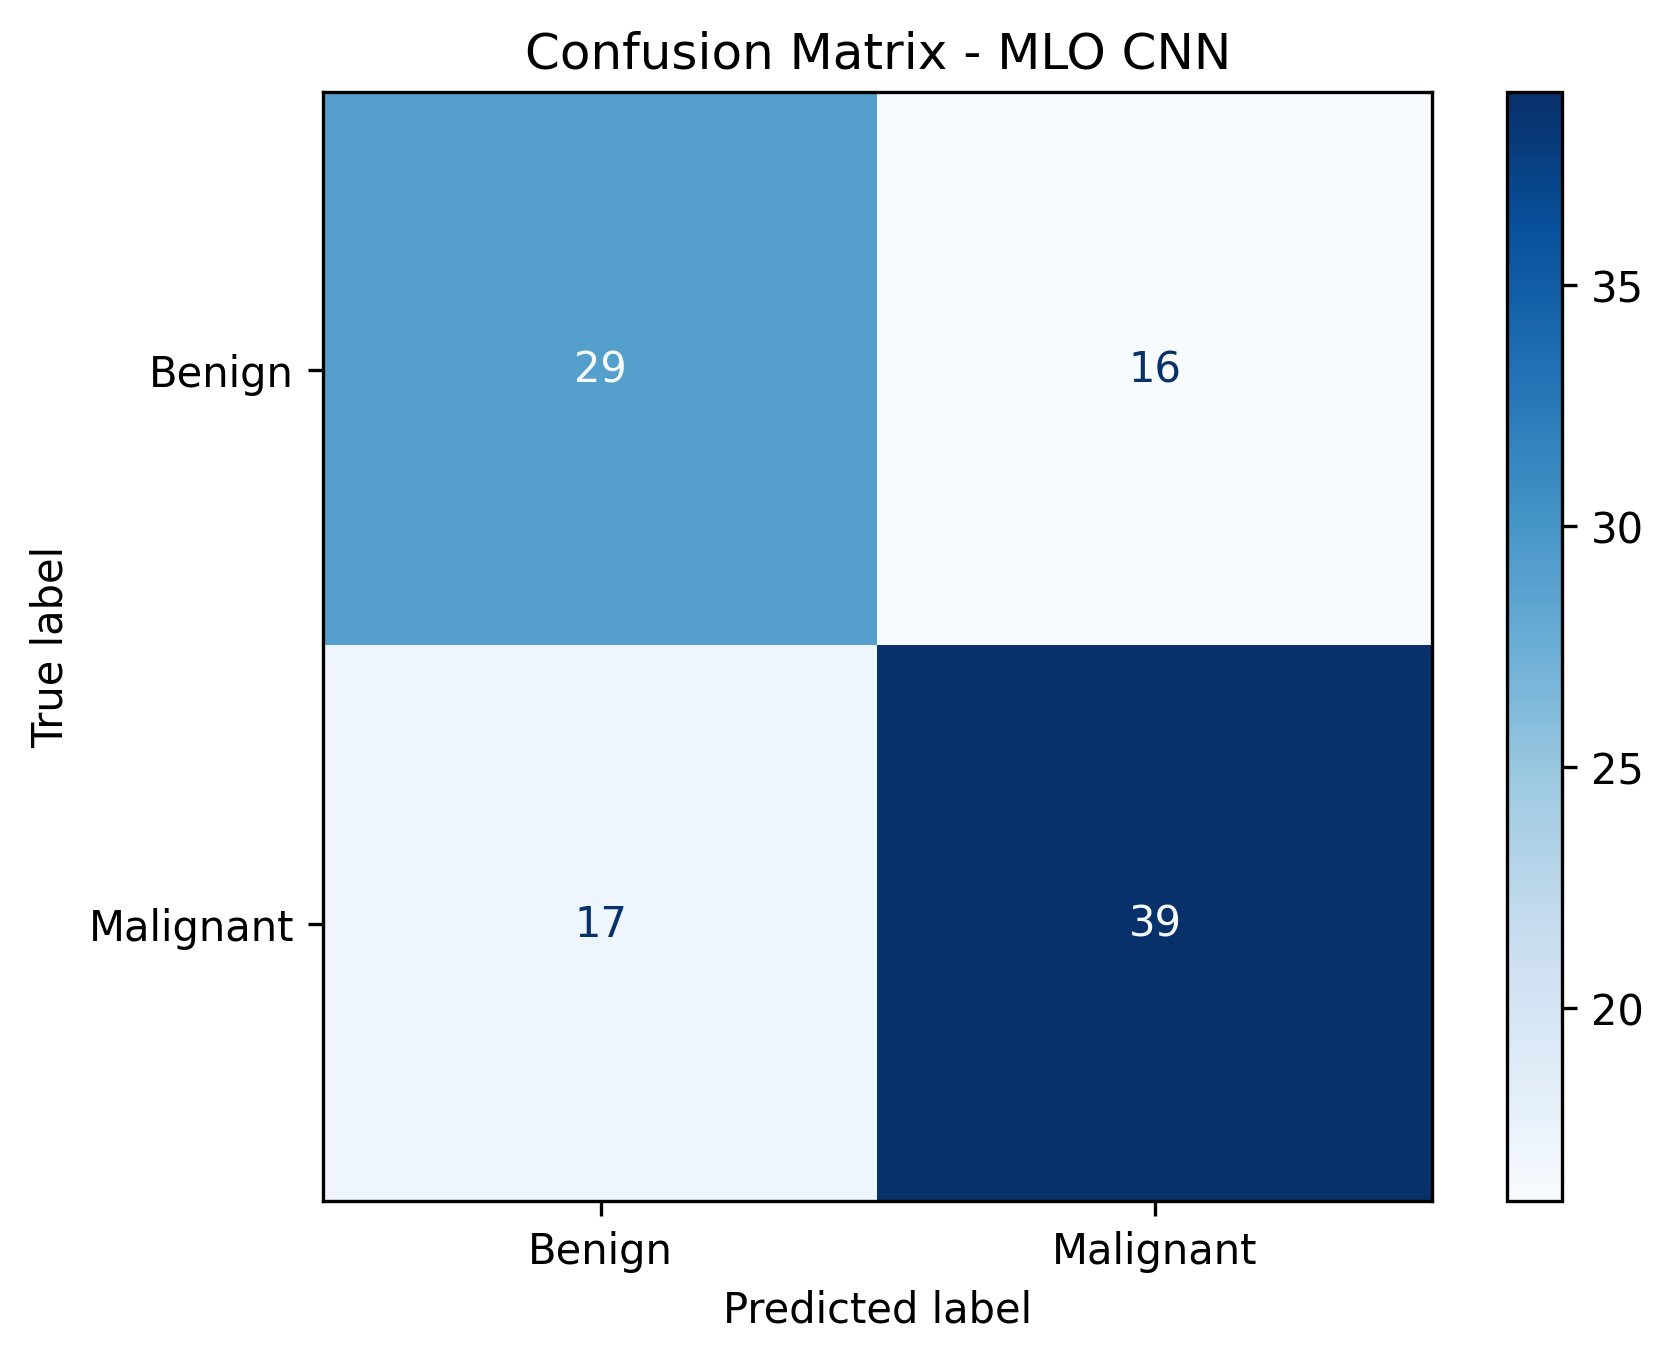 Confusion Matrix - MLO CNN
True label
Benign
Malignant
29
16
17
39
Benign
Malignant
Predicted label
35
30
25
20